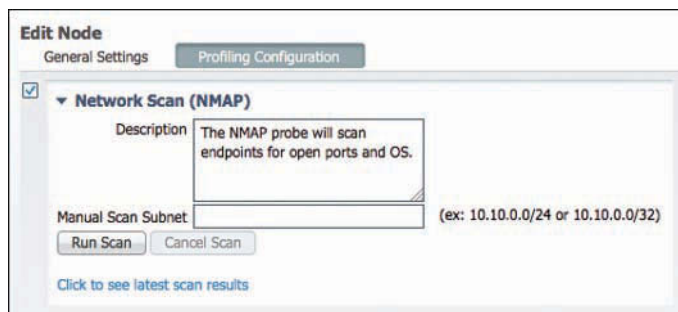 Edit Node
General Settings Profiling Configuration
Network Scan (NMAP)
Description The NMAP probe will scan
endpoints for open ports and OS.
Manual Scan Subnet (ex: 10.10.0.0/24 or 10.10.0.0/32)
Run Scan Cancel Scan
Click to see latest scan results